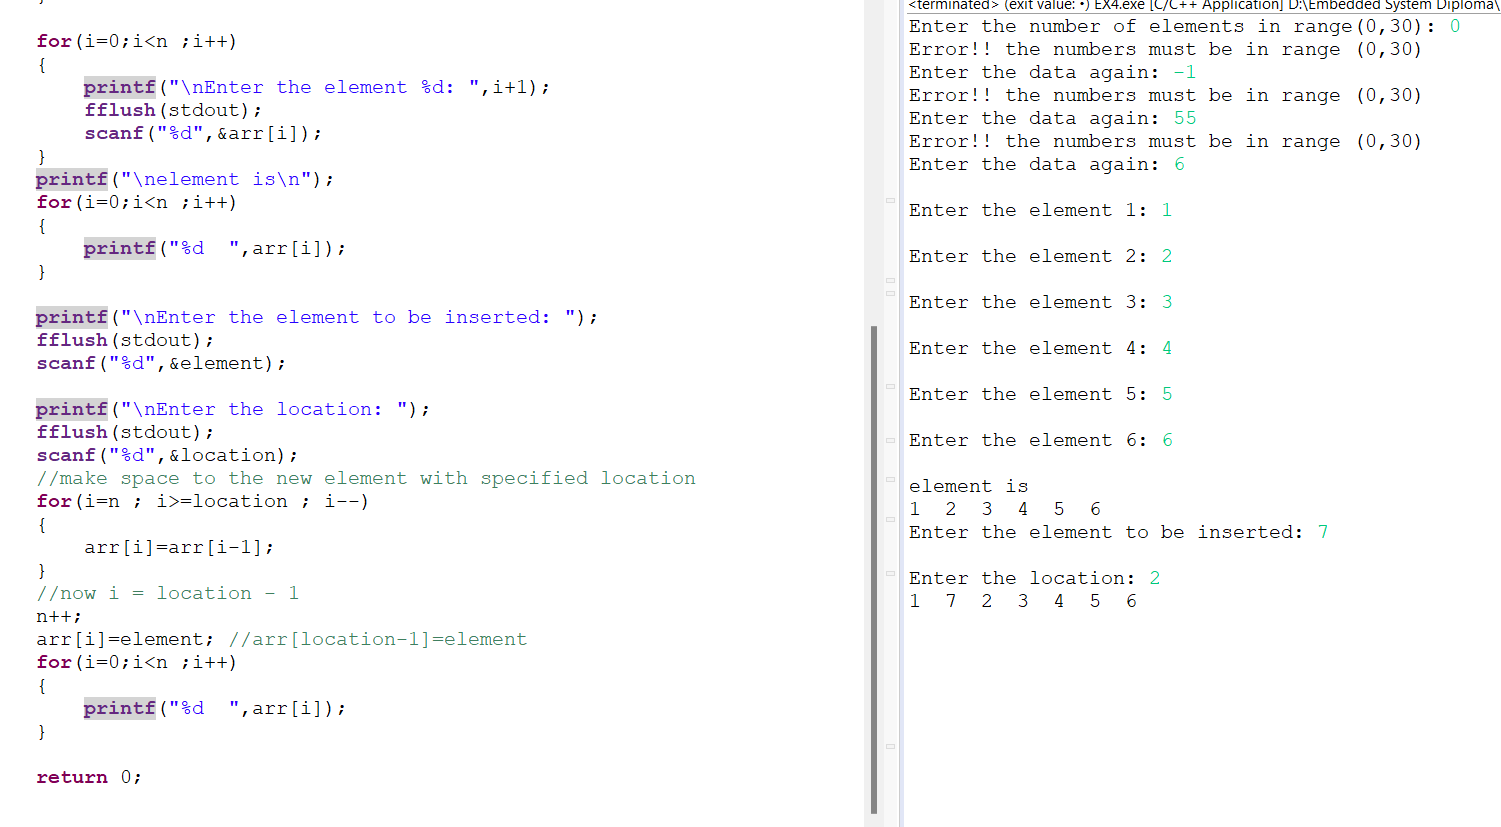 }
for(i=0;i<n ;i++)
{
    printf("\nEnter the element %d: ",i+1);
    fflush(stdout);
    scanf("%d",&arr[i]);
}
printf("\nelement is\n");
for(i=0;i<n ;i++)
{
    printf("%d  ",arr[i]);
}
printf("\nEnter the element to be inserted: ");
fflush(stdout);
scanf("%d",&element);
printf("\nEnter the location: ");
fflush(stdout);
scanf("%d",&location);
//make space to the new element with specified location
for(i=n ; i>=location ; i--)
{
    arr[i]=arr[i-1];
}
//now i = location - 1
n++;
arr[i]=element; //arr[location-1]=element
for(i=0;i<n ;i++)
{
    printf("%d  ",arr[i]);
}
return 0;
<terminated> (exit value: •) EX4.exe [C/C++ Application] D:\Embedded System Diploma\
Enter the number of elements in range(0,30): 0
Error!! the numbers must be in range (0,30)
Enter the data again: -1
Error!! the numbers must be in range (0,30)
Enter the data again: 55
Error!! the numbers must be in range (0,30)
Enter the data again: 6
Enter the element 1: 1
Enter the element 2: 2
Enter the element 3: 3
Enter the element 4: 4
Enter the element 5: 5
Enter the element 6: 6
element is
1  2  3  4  5  6
Enter the element to be inserted: 7
Enter the location: 2
1  7  2  3  4  5  6